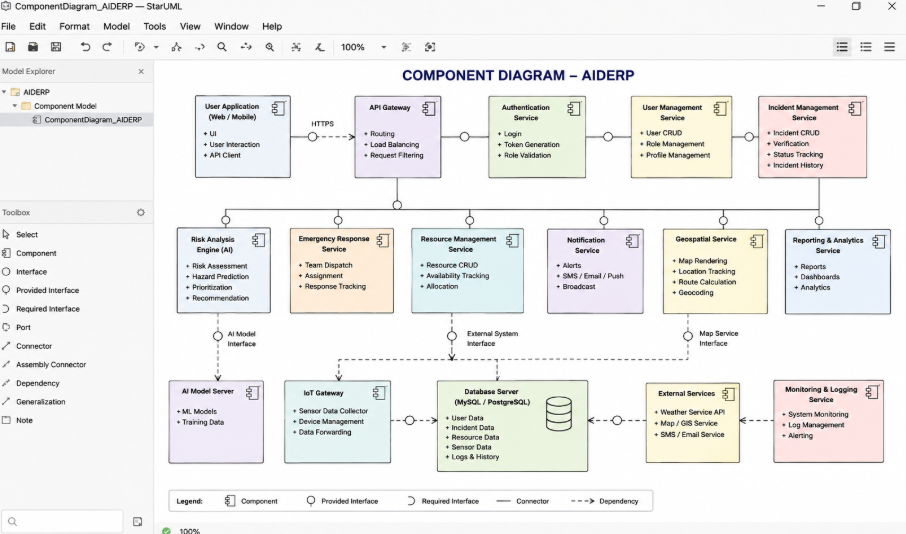 ComponentDiagram_AIDERP — StarUML
File Edit Format Model Tools View Window Help
100%
Model Explorer
AIDERP
Component Model
ComponentDiagram_AIDERP
Toolbox
Select
Component
Interface
Provided Interface
Required Interface
Port
Connector
Assembly Connector
Dependency
Generalization
Note
COMPONENT DIAGRAM – AIDERP
User Application
(Web / Mobile)
+ UI
+ User Interaction
+ API Client
HTTPS
API Gateway
+ Routing
+ Load Balancing
+ Request Filtering
Authentication
Service
+ Login
+ Token Generation
+ Role Validation
User Management
Service
+ User CRUD
+ Role Management
+ Profile Management
Incident Management
Service
+ Incident CRUD
+ Verification
+ Status Tracking
+ Incident History
Risk Analysis
Engine (AI)
+ Risk Assessment
+ Hazard Prediction
+ Prioritization
+ Recommendation
Emergency Response
Service
+ Team Dispatch
+ Assignment
+ Response Tracking
Resource Management
Service
+ Resource CRUD
+ Availability Tracking
+ Allocation
Notification
Service
+ Alerts
+ SMS / Email / Push
+ Broadcast
Geospatial Service
+ Map Rendering
+ Location Tracking
+ Route Calculation
+ Geocoding
Reporting & Analytics
Service
+ Reports
+ Dashboards
+ Analytics
AI Model
Interface
External System
Interface
Map Service
Interface
AI Model Server
+ ML Models
+ Training Data
IoT Gateway
+ Sensor Data Collector
+ Device Management
+ Data Forwarding
Database Server
(MySQL / PostgreSQL)
+ User Data
+ Incident Data
+ Resource Data
+ Sensor Data
+ Logs & History
External Services
+ Weather Service API
+ Map / GIS Service
+ SMS / Email Service
Monitoring & Logging
Service
+ System Monitoring
+ Log Management
+ Alerting
Legend: Component Provided Interface Required Interface Connector Dependency
100%